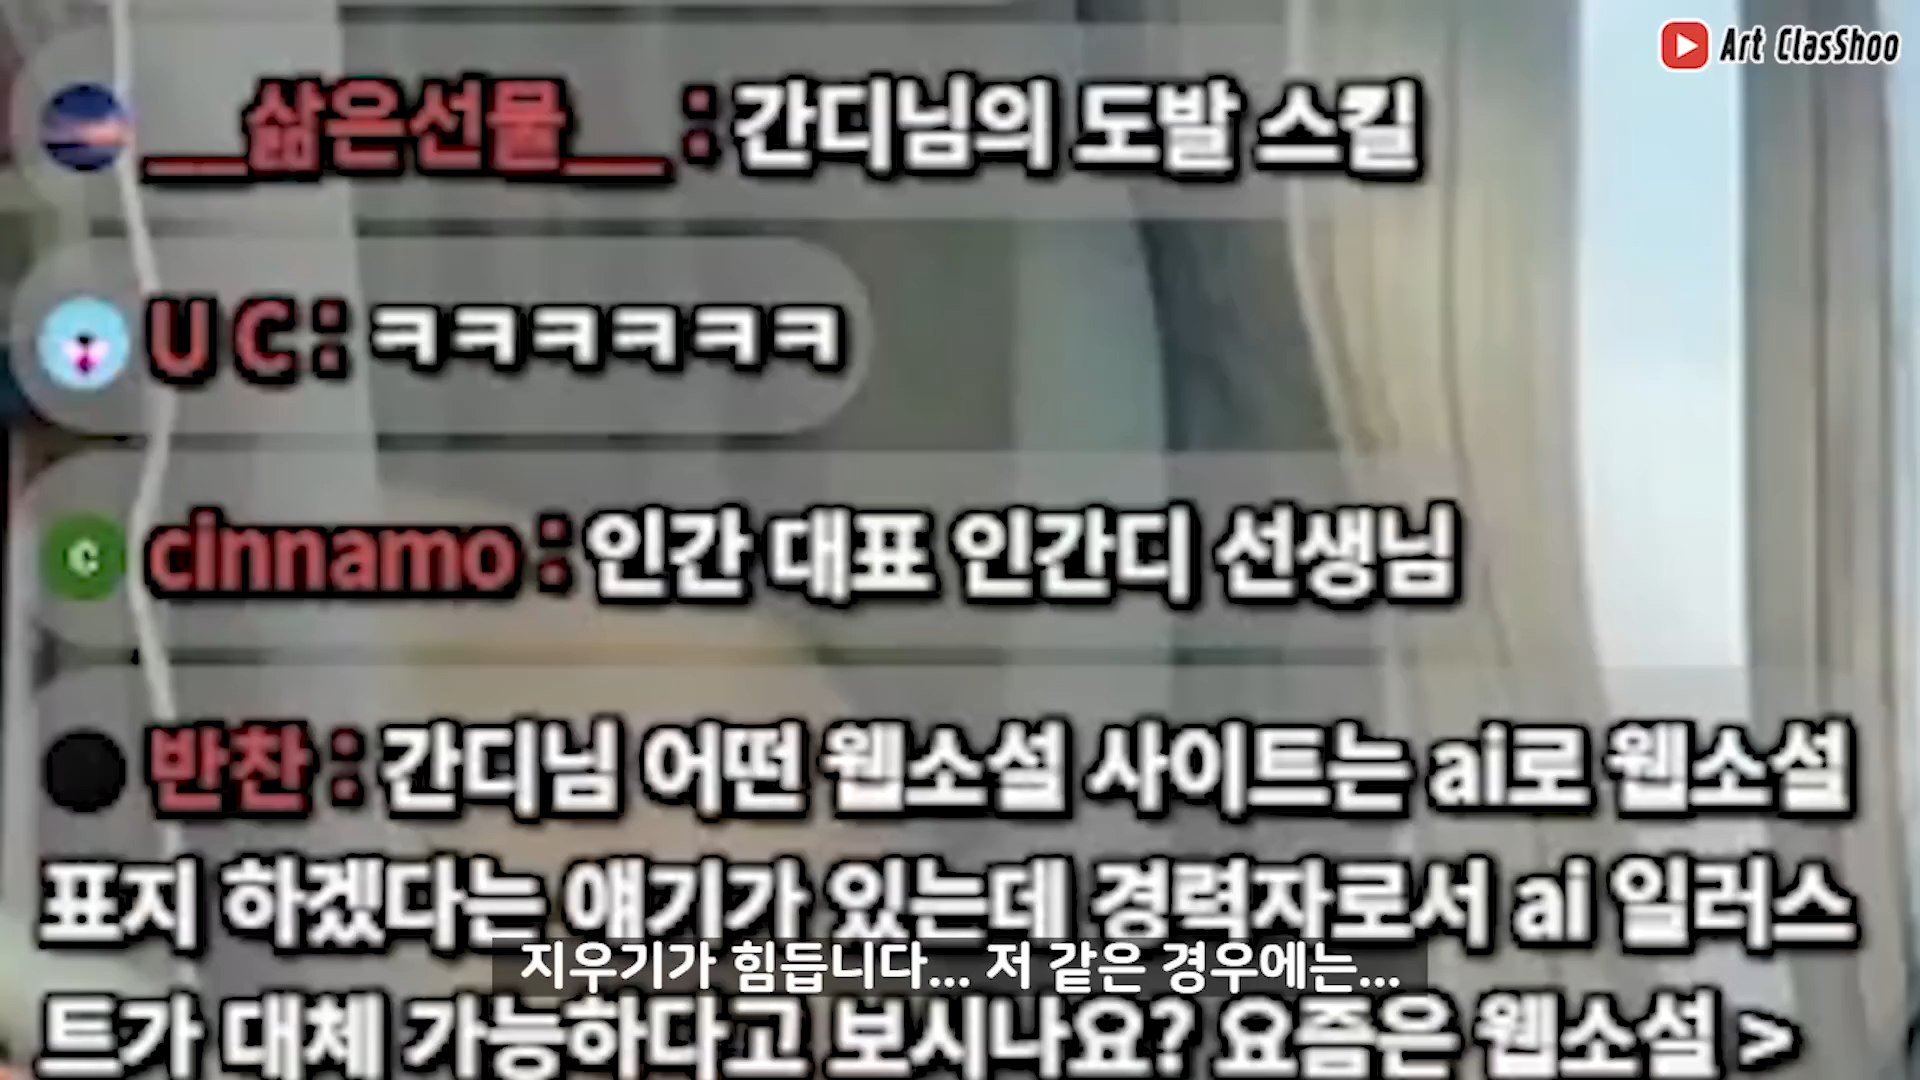 Art ClasShoo
__삶은선물__ : 간디님의 도발 스킬
U C : ㅋㅋㅋㅋㅋㅋ
cinnamo : 인간 대표 인간디 선생님
반찬 : 간디님 어떤 웹소설 사이트는 ai로 웹소설
표지 하겠다는 얘기가 있는데 경력자로서 ai 일러스
지우기가 힘듭니다... 저 같은 경우에는...
트가 대체 가능하다고 보시나요? 요즘은 웹소설 >